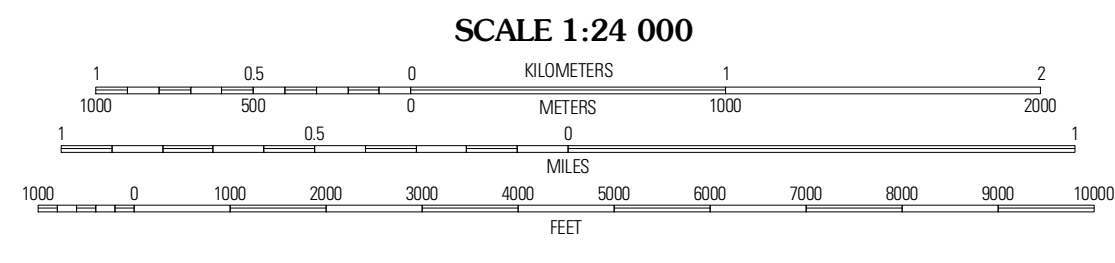 SCALE 1:24 000
1 0.5 0 KILOMETERS 1 2
1000 500 0 METERS 1000 2000
1 0.5 0 1
MILES
1000 0 1000 2000 3000 4000 5000 6000 7000 8000 9000 10000
FEET